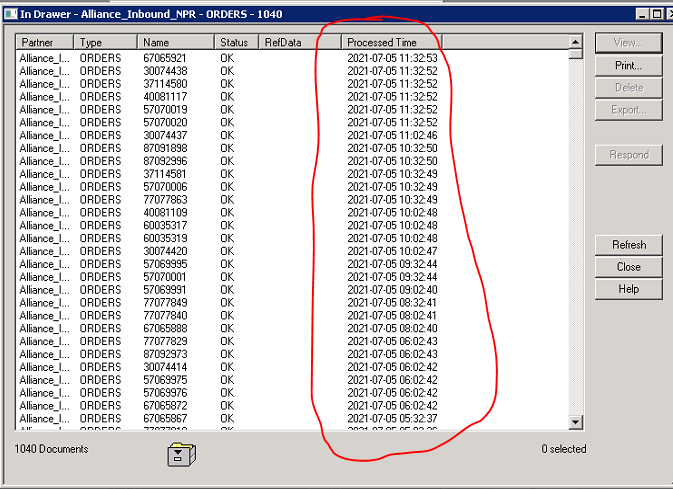 In Drawer - Alliance_Inbound_NPR - ORDERS - 1040
Partner Type Name Status RefData Processed Time
Alliance_I... ORDERS 67065921 OK 2021-07-05 11:32:53
Alliance_I... ORDERS 30074438 OK 2021-07-05 11:32:52
Alliance_I... ORDERS 37114580 OK 2021-07-05 11:32:52
Alliance_I... ORDERS 40081117 OK 2021-07-05 11:32:52
Alliance_I... ORDERS 57070019 OK 2021-07-05 11:32:52
Alliance_I... ORDERS 57070020 OK 2021-07-05 11:32:52
Alliance_I... ORDERS 30074437 OK 2021-07-05 11:02:46
Alliance_I... ORDERS 87091898 OK 2021-07-05 10:32:50
Alliance_I... ORDERS 87092996 OK 2021-07-05 10:32:50
Alliance_I... ORDERS 37114581 OK 2021-07-05 10:32:49
Alliance_I... ORDERS 57070006 OK 2021-07-05 10:32:49
Alliance_I... ORDERS 77077863 OK 2021-07-05 10:32:49
Alliance_I... ORDERS 40081109 OK 2021-07-05 10:02:48
Alliance_I... ORDERS 60035317 OK 2021-07-05 10:02:48
Alliance_I... ORDERS 60035319 OK 2021-07-05 10:02:48
Alliance_I... ORDERS 30074420 OK 2021-07-05 10:02:47
Alliance_I... ORDERS 57069995 OK 2021-07-05 09:32:44
Alliance_I... ORDERS 57070001 OK 2021-07-05 09:32:44
Alliance_I... ORDERS 57069991 OK 2021-07-05 09:02:40
Alliance_I... ORDERS 77077849 OK 2021-07-05 08:32:41
Alliance_I... ORDERS 77077840 OK 2021-07-05 08:02:41
Alliance_I... ORDERS 67065888 OK 2021-07-05 08:02:40
Alliance_I... ORDERS 77077829 OK 2021-07-05 06:02:43
Alliance_I... ORDERS 87092973 OK 2021-07-05 06:02:43
Alliance_I... ORDERS 30074414 OK 2021-07-05 06:02:42
Alliance_I... ORDERS 57069975 OK 2021-07-05 06:02:42
Alliance_I... ORDERS 57069976 OK 2021-07-05 06:02:42
Alliance_I... ORDERS 67065872 OK 2021-07-05 06:02:42
Alliance_I... ORDERS 67065867 OK 2021-07-05 05:32:37
View...
Print...
Delete
Export...
Respond
Refresh
Close
Help
1040 Documents 0 selected